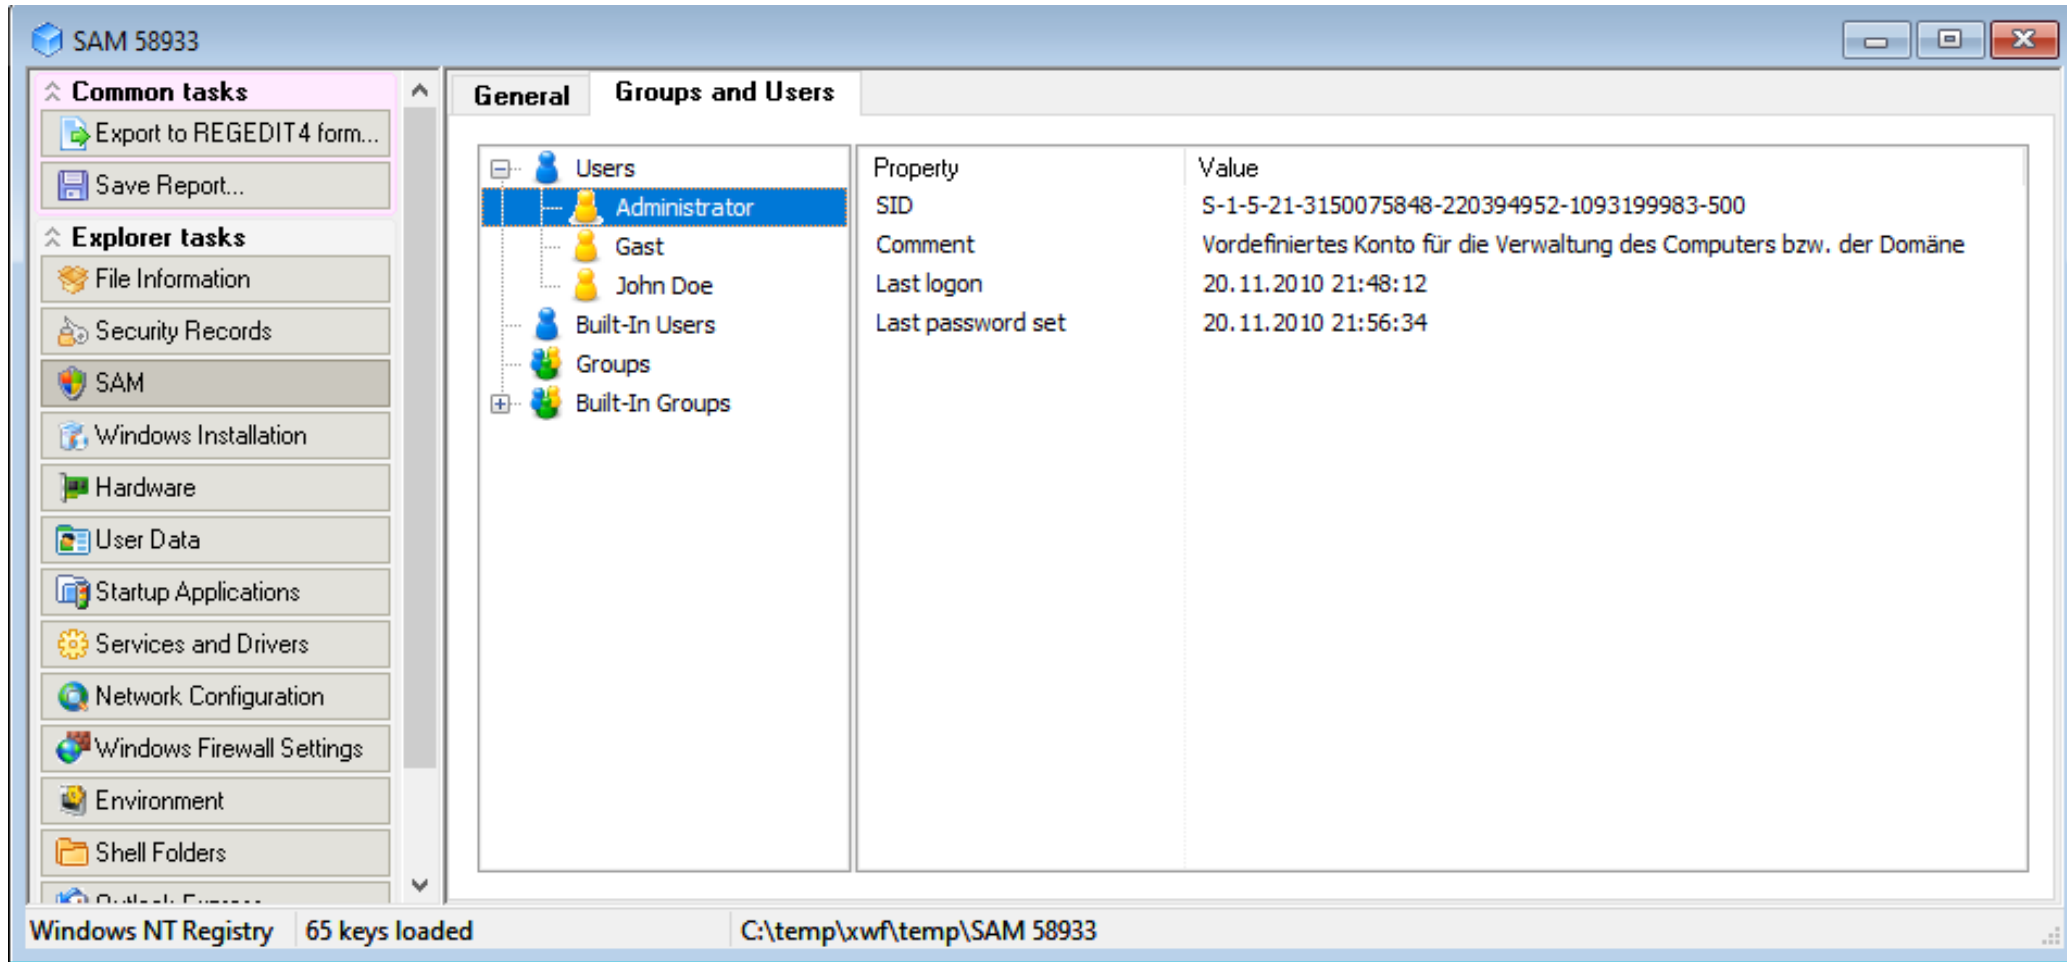 SAM 58933
Common tasks
Export to REGEDIT4 form...
Save Report...
Explorer tasks
File Information
Security Records
SAM
Windows Installation
Hardware
User Data
Startup Applications
Services and Drivers
Network Configuration
Windows Firewall Settings
Environment
Shell Folders
General Groups and Users
Users
Administrator
Gast
John Doe
Built-In Users
Groups
Built-In Groups
Property Value
SID S-1-5-21-3150075848-220394952-1093199983-500
Comment Vordefiniertes Konto für die Verwaltung des Computers bzw. der Domäne
Last logon 20.11.2010 21:48:12
Last password set 20.11.2010 21:56:34
Windows NT Registry 65 keys loaded C:\temp\xwf\temp\SAM 58933